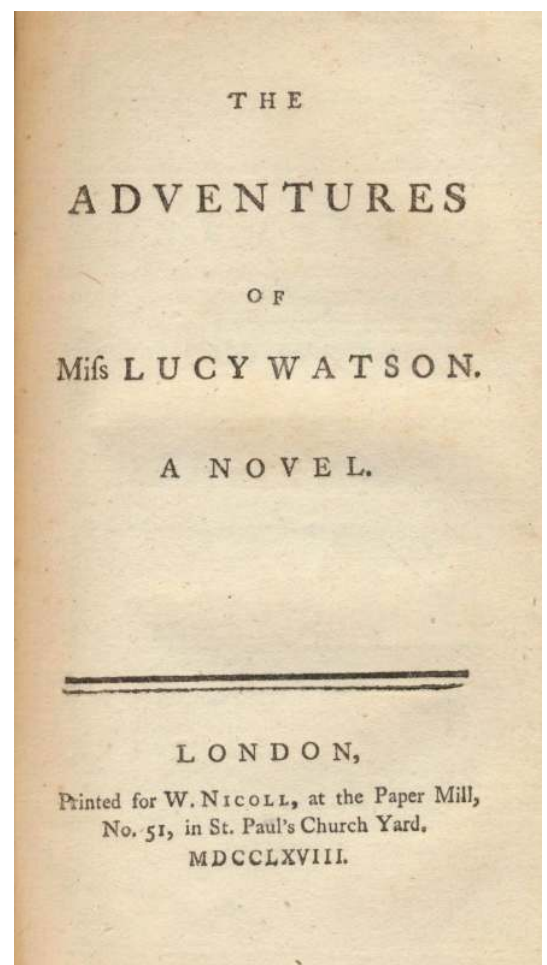 THE
ADVENTURES
OF
Miſs LUCY WATSON.
A NOVEL.
LONDON,
Printed for W. NICOLL, at the Paper Mill,
No. 51, in St. Paul's Church Yard.
MDCCLXVIII.